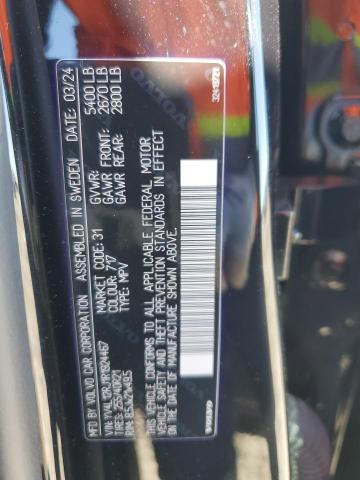 MFD BY VOLVO CAR CORPORATION ASSEMBLED IN SWEDEN DATE: 03/24
MARKET CODE: 31
COLOUR: 717
TYPE: MPV
GVWR: 5400 LB
GAWR FRONT: 2670 LB
GAWR REAR: 2800 LB
THIS VEHICLE CONFORMS TO ALL APPLICABLE FEDERAL MOTOR
VEHICLE SAFETY AND THEFT PREVENTION STANDARDS IN EFFECT
ON THE DATE OF MANUFACTURE SHOWN ABOVE.
VOLVO